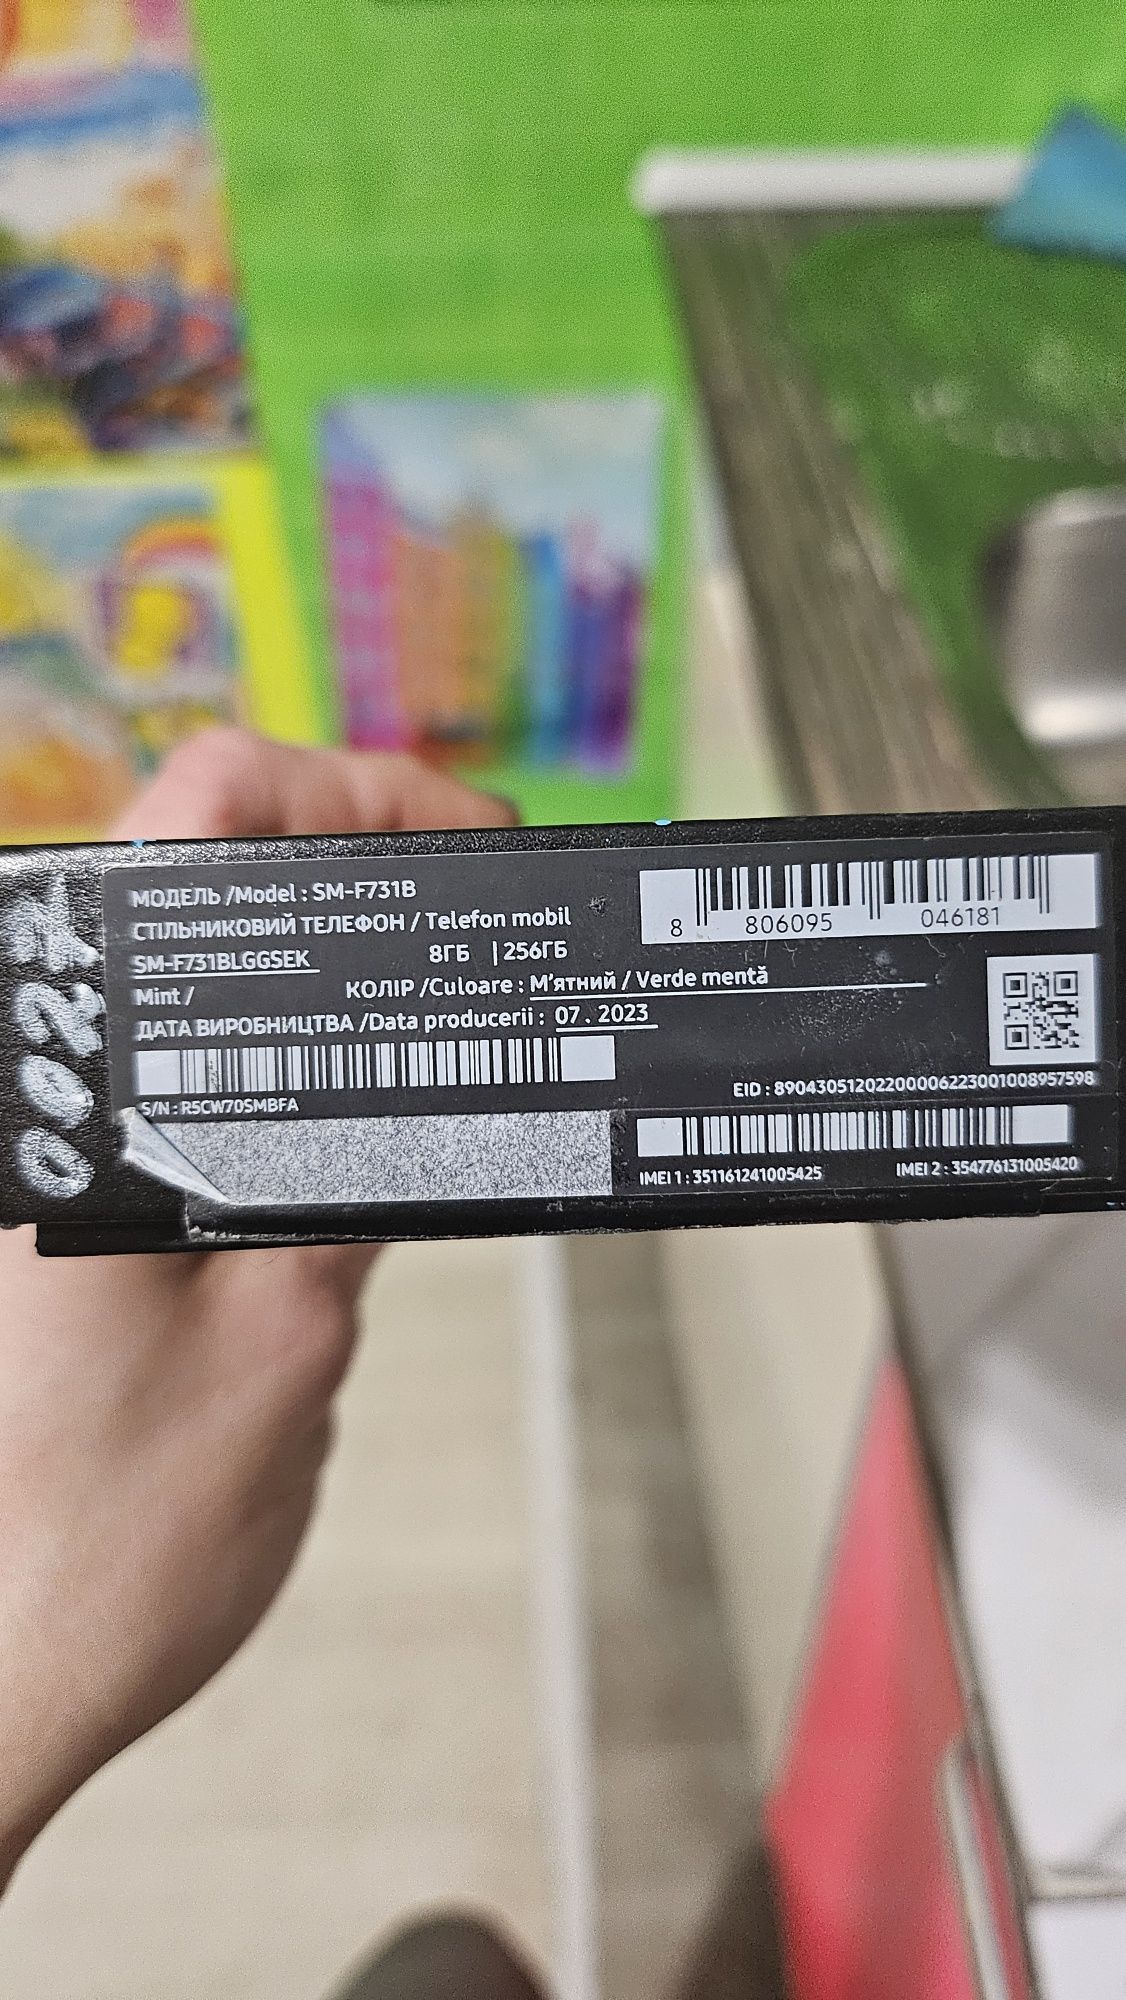 МОДЕЛЬ /Model : SM-F731B
СТІЛЬНИКОВИЙ ТЕЛЕФОН / Telefon mobil
SM-F731BLGGSEK 8ГБ | 256ГБ
Mint / КОЛІР /Culoare : М'ятний / Verde mentă
ДАТА ВИРОБНИЦТВА /Data producerii : 07 . 2023
S/N : R5CW70SMBFA
8 806095 046181
EID : 89043051202200006223001008957598
IMEI 1 : 351161241005425 IMEI 2 : 354776131005420